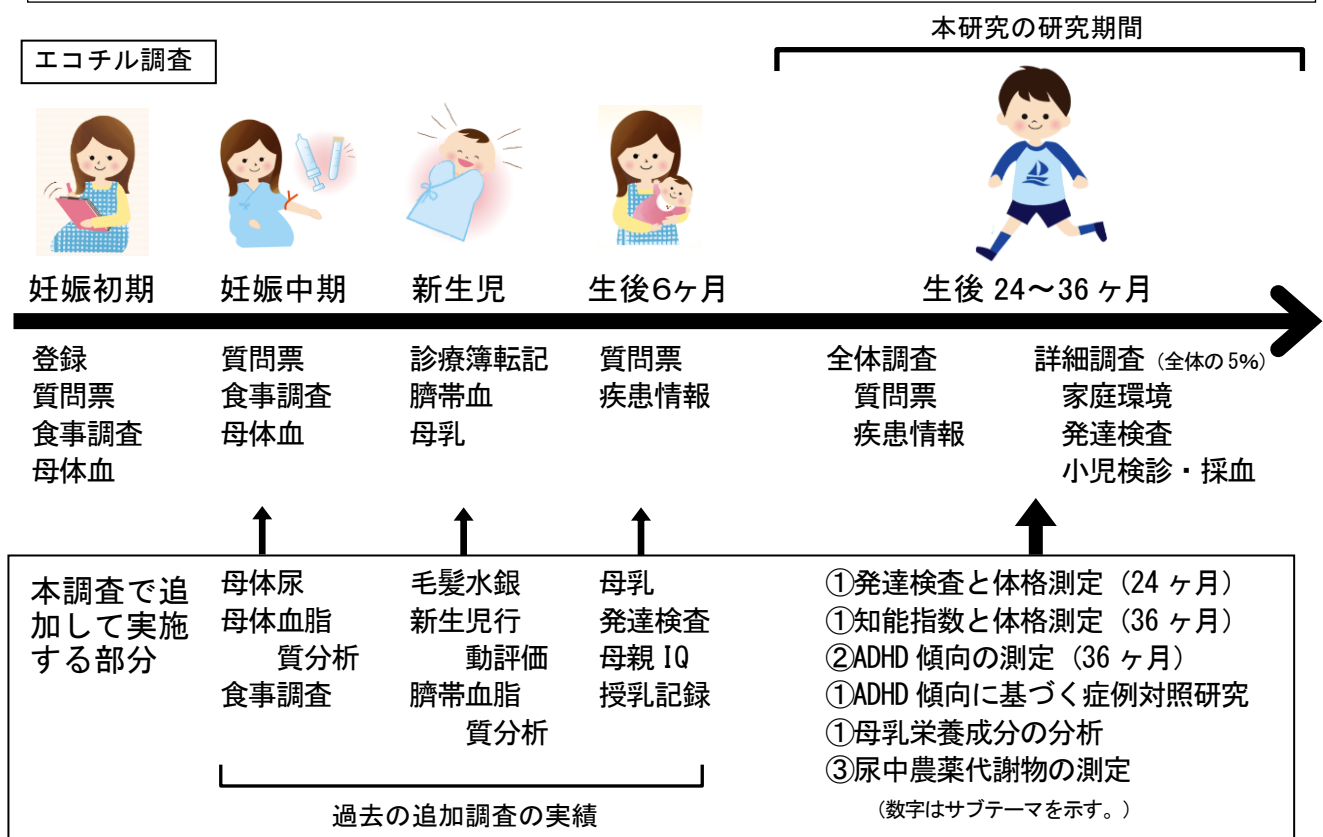 本研究の研究期間
エコチル調査
妊娠初期
妊娠中期
新生児
生後6ヶ月
生後 24～36 ヶ月
登録
質問票
食事調査
母体血
質問票
食事調査
母体血
診療簿転記
臍帯血
母乳
質問票
疾患情報
全体調査
質問票
疾患情報
詳細調査（全体の 5%）
家庭環境
発達検査
小児検診・採血
本調査で追
加して実施
する部分
母体尿
母体血脂
質分析
食事調査
毛髪水銀
新生児行
動評価
臍帯血脂
質分析
母乳
発達検査
母親 IQ
授乳記録
過去の追加調査の実績
①発達検査と体格測定（24 ヶ月）
①知能指数と体格測定（36 ヶ月）
②ADHD 傾向の測定（36 ヶ月）
①ADHD 傾向に基づく症例対照研究
①母乳栄養成分の分析
③尿中農薬代謝物の測定
（数字はサブテーマを示す。）